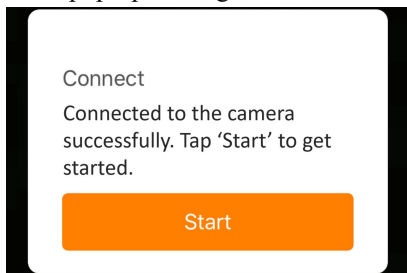 Connect
Connected to the camera
successfully. Tap ‘Start’ to get
started.
Start